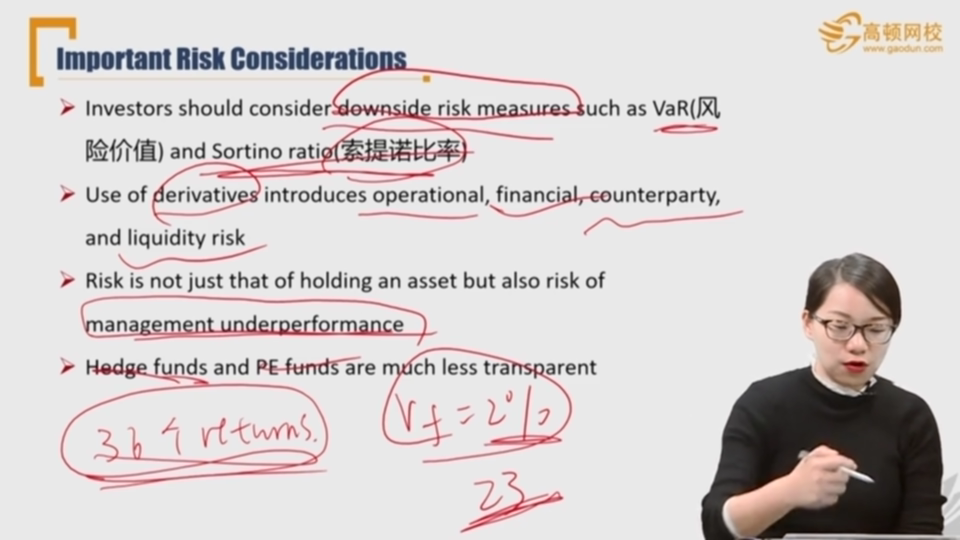 高顿网校
www.gaodun.com
Important Risk Considerations
Investors should consider downside risk measures such as VaR(风
险价值) and Sortino ratio(索提诺比率)
Use of derivatives introduces operational, financial, counterparty,
and liquidity risk
Risk is not just that of holding an asset but also risk of
management underperformance
Hedge funds and PE funds are much less transparent
36个 returns.
rf = 2%
23